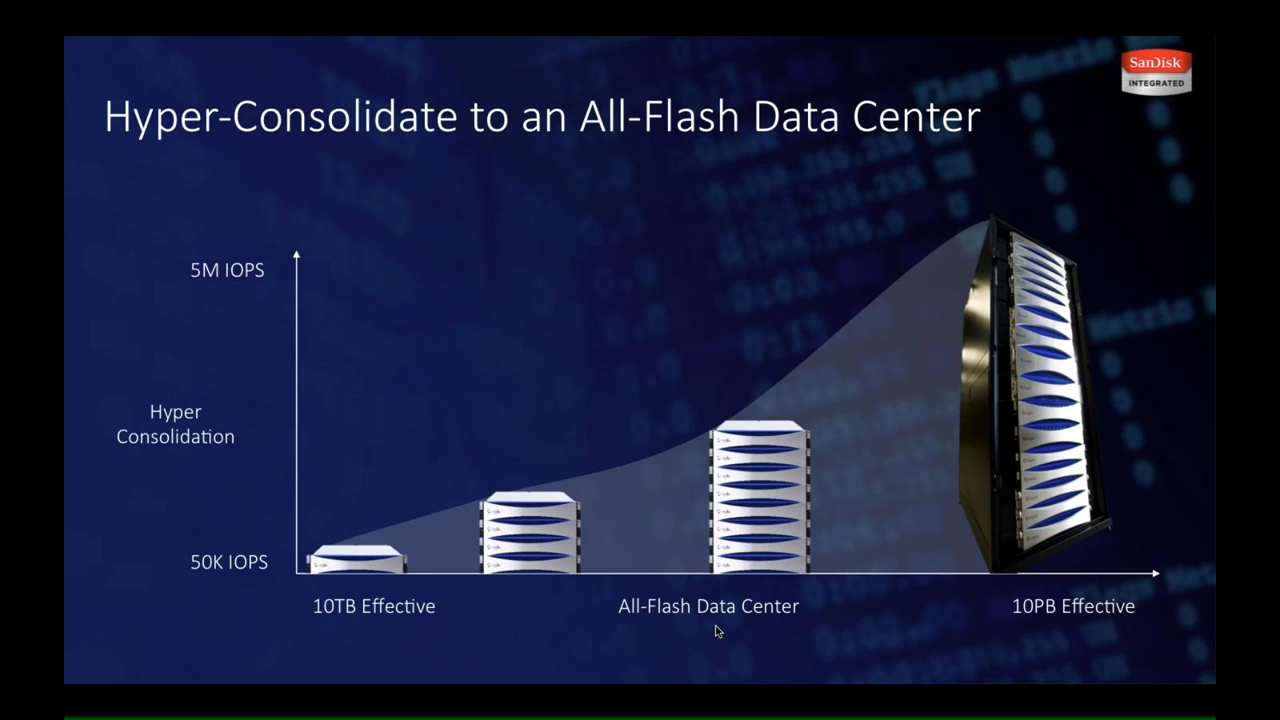 SanDisk
INTEGRATED
Hyper-Consolidate to an All-Flash Data Center
5M IOPS
Hyper
Consolidation
50K IOPS
10TB Effective
All-Flash Data Center
10PB Effective